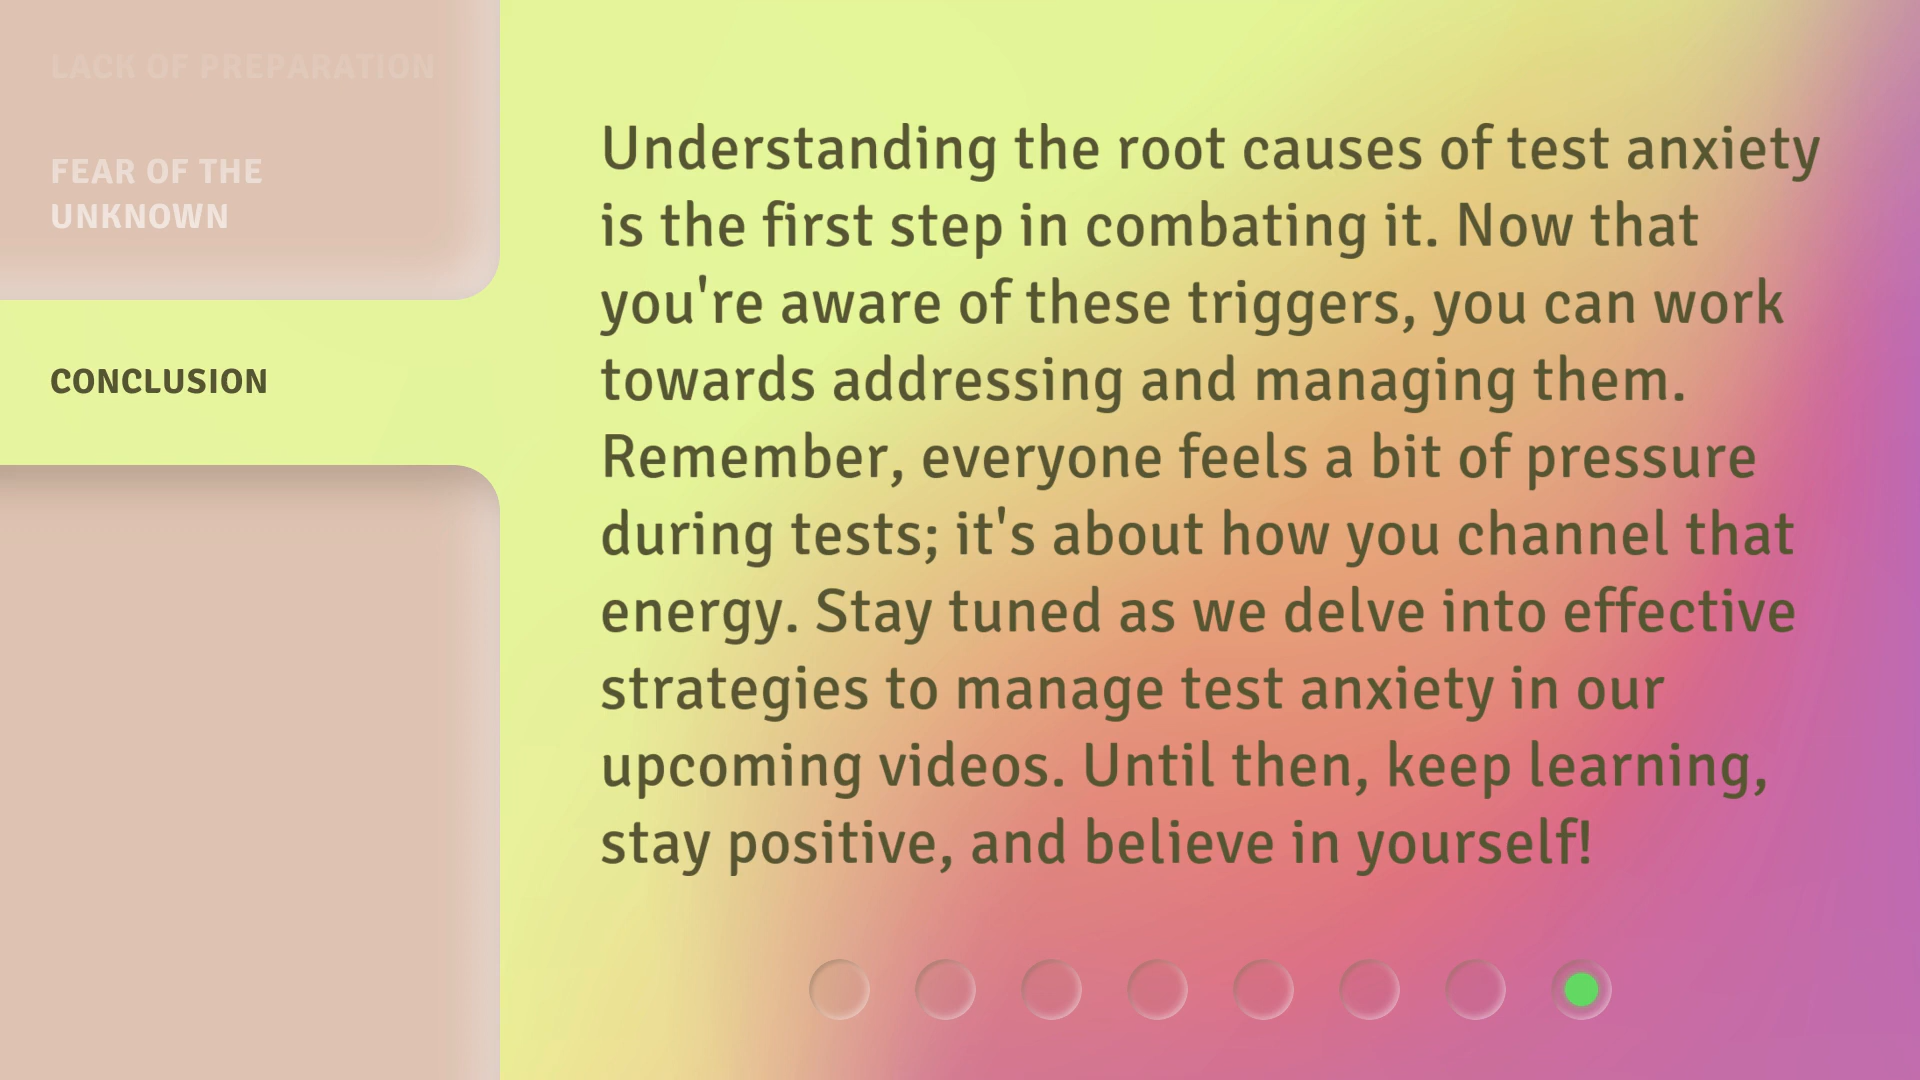 LACK OF PREPARATION
FEAR OF THE
UNKNOWN
CONCLUSION
Understanding the root causes of test anxiety
is the first step in combating it. Now that
you're aware of these triggers, you can work
towards addressing and managing them.
Remember, everyone feels a bit of pressure
during tests; it's about how you channel that
energy. Stay tuned as we delve into effective
strategies to manage test anxiety in our
upcoming videos. Until then, keep learning,
stay positive, and believe in yourself!